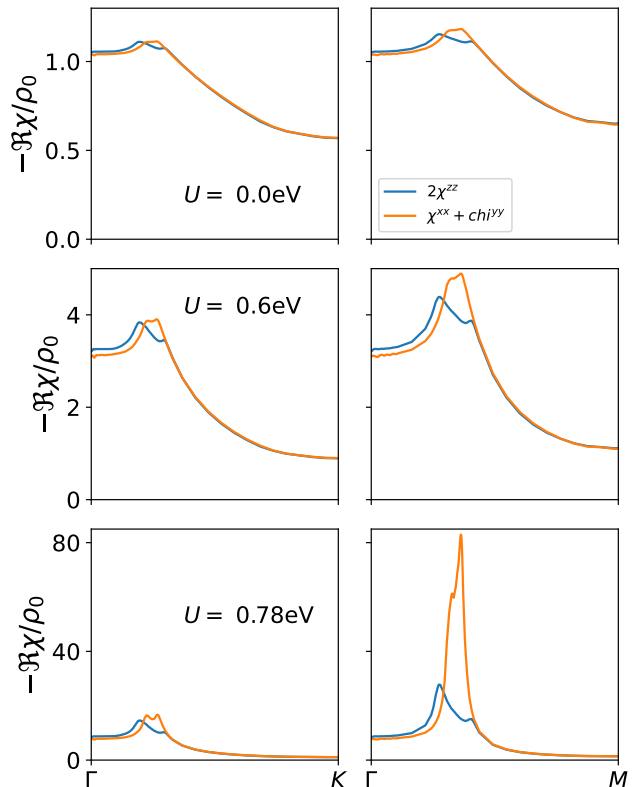 1.0
0.5
0.0
−ℜχ/ρ₀
U = 0.0eV
2χ^{zz}
χ^{xx} + chi^{yy}
4
2
0
−ℜχ/ρ₀
U = 0.6eV
80
40
0
−ℜχ/ρ₀
U = 0.78eV
Γ K Γ M